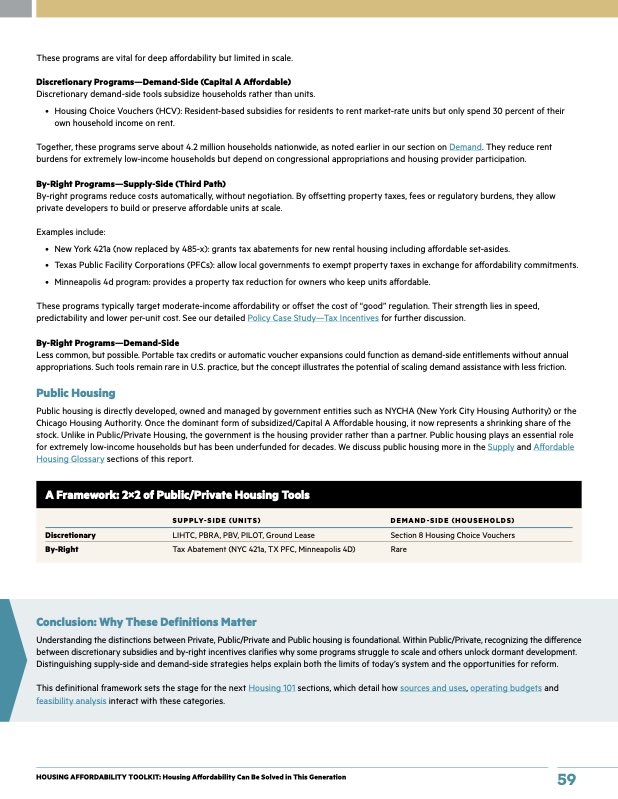 These programs are vital for deep affordability but limited in scale.
Discretionary Programs—Demand-Side (Capital A Affordable)
Discretionary demand-side tools subsidize households rather than units.
• Housing Choice Vouchers (HCV): Resident-based subsidies for residents to rent market-rate units but only spend 30 percent of their
own household income on rent.
Together, these programs serve about 4.2 million households nationwide, as noted earlier in our section on Demand. They reduce rent
burdens for extremely low-income households but depend on congressional appropriations and housing provider participation.
By-Right Programs—Supply-Side (Third Path)
By-right programs reduce costs automatically, without negotiation. By offsetting property taxes, fees or regulatory burdens, they allow
private developers to build or preserve affordable units at scale.
Examples include:
• New York 421a (now replaced by 485-x): grants tax abatements for new rental housing including affordable set-asides.
• Texas Public Facility Corporations (PFCs): allow local governments to exempt property taxes in exchange for affordability commitments.
• Minneapolis 4d program: provides a property tax reduction for owners who keep units affordable.
These programs typically target moderate-income affordability or offset the cost of "good" regulation. Their strength lies in speed,
predictability and lower per-unit cost. See our detailed Policy Case Study—Tax Incentives for further discussion.
By-Right Programs—Demand-Side
Less common, but possible. Portable tax credits or automatic voucher expansions could function as demand-side entitlements without annual
appropriations. Such tools remain rare in U.S. practice, but the concept illustrates the potential of scaling demand assistance with less friction.
Public Housing
Public housing is directly developed, owned and managed by government entities such as NYCHA (New York City Housing Authority) or the
Chicago Housing Authority. Once the dominant form of subsidized/Capital A Affordable housing, it now represents a shrinking share of the
stock. Unlike in Public/Private Housing, the government is the housing provider rather than a partner. Public housing plays an essential role
for extremely low-income households but has been underfunded for decades. We discuss public housing more in the Supply and Affordable
Housing Glossary sections of this report.
A Framework: 2×2 of Public/Private Housing Tools
SUPPLY-SIDE (UNITS) DEMAND-SIDE (HOUSEHOLDS)
Discretionary LIHTC, PBRA, PBV, PILOT, Ground Lease Section 8 Housing Choice Vouchers
By-Right Tax Abatement (NYC 421a, TX PFC, Minneapolis 4D) Rare
Conclusion: Why These Definitions Matter
Understanding the distinctions between Private, Public/Private and Public housing is foundational. Within Public/Private, recognizing the difference
between discretionary subsidies and by-right incentives clarifies why some programs struggle to scale and others unlock dormant development.
Distinguishing supply-side and demand-side strategies helps explain both the limits of today's system and the opportunities for reform.
This definitional framework sets the stage for the next Housing 101 sections, which detail how sources and uses, operating budgets and
feasibility analysis interact with these categories.
HOUSING AFFORDABILITY TOOLKIT: Housing Affordability Can Be Solved in This Generation
59